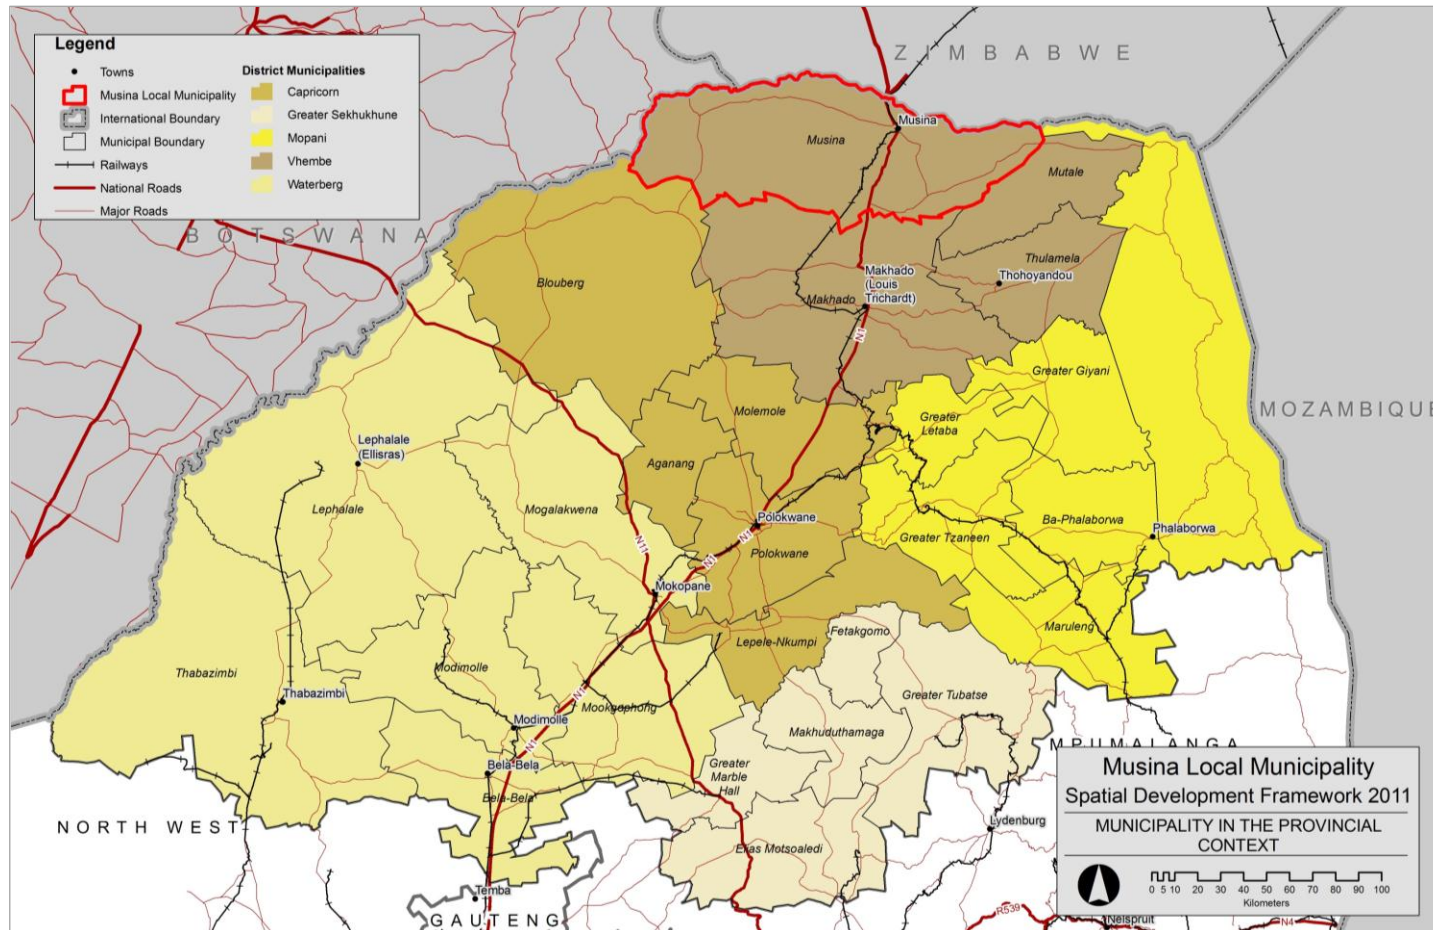 Legend
Towns
Musina Local Municipality
International Boundary
Municipal Boundary
Railways
National Roads
Major Roads
District Municipalities
Capricorn
Greater Sekhukhune
Mopani
Vhembe
Waterberg
ZIMBABWE
BOTSWANA
MOZAMBIQUE
Musina
Musina
Mutale
Thulamela
Thohoyandou
Makhado
(Louis
Trichardt)
Makhado
N1
Blouberg
Greater Giyani
Molemole
Greater
Letaba
Lephalale
(Ellisras)
Aganang
Lephalale
Mogalakwena
Polokwane
Ba-Phalaborwa
Phalaborwa
Greater Tzaneen
N11
N1
N1
Polokwane
Mokopane
Maruleng
Fetakgomo
Lepele-Nkumpi
Thabazimbi
Modimolle
Thabazimbi
N1
Greater Tubatse
Mookgophong
Modimolle
Makhuduthamaga
N1
MPUMALANGA
Bela-Bela
Greater
Marble
Hall
Bela-Bela
NORTH WEST
Lydenburg
Elias Motsoaledi
Temba
GAUTENG
R539
Nelspruit
N4
Musina Local Municipality
Spatial Development Framework 2011
MUNICIPALITY IN THE PROVINCIAL
CONTEXT
0 5 10 20 30 40 50 60 70 80 90 100
Kilometers